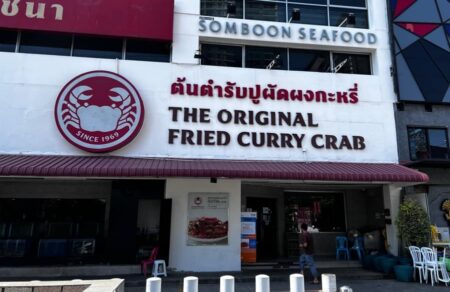 ชินา
SOMBOON SEAFOOD
ต้นตำรับปูผัดผงกะหรี่
THE ORIGINAL
FRIED CURRY CRAB
SINCE 1969